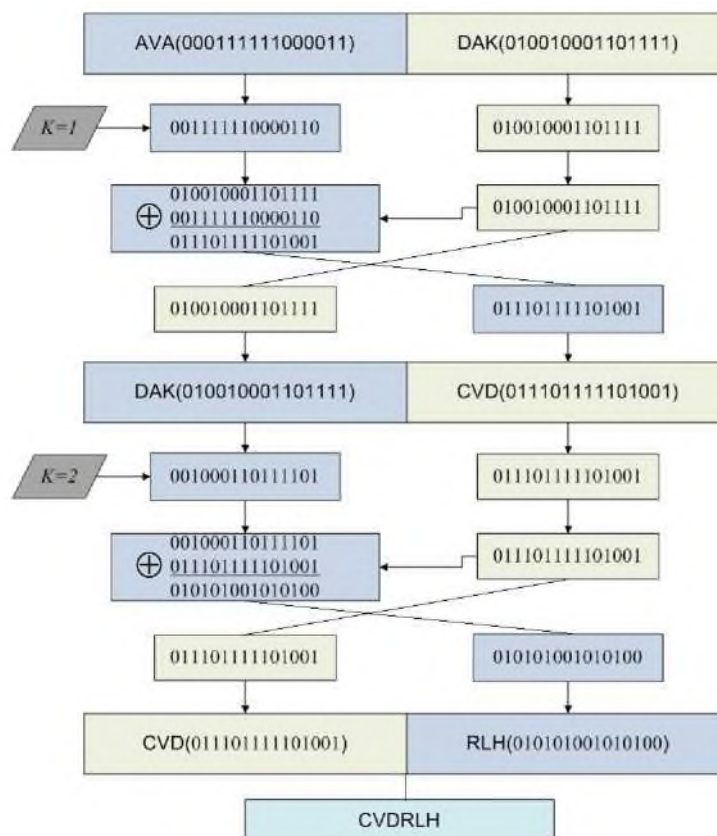 AVA(000111111000011) DAK(010010001101111)
K=1 001111110000110 010010001101111
010010001101111
⊕ 001111110000110 010010001101111
011101111101001
010010001101111 011101111101001
DAK(010010001101111) CVD(011101111101001)
K=2 001000110111101 011101111101001
001000110111101
⊕ 011101111101001 011101111101001
010101001010100
011101111101001 010101001010100
CVD(011101111101001) RLH(010101001010100)
CVDRLH